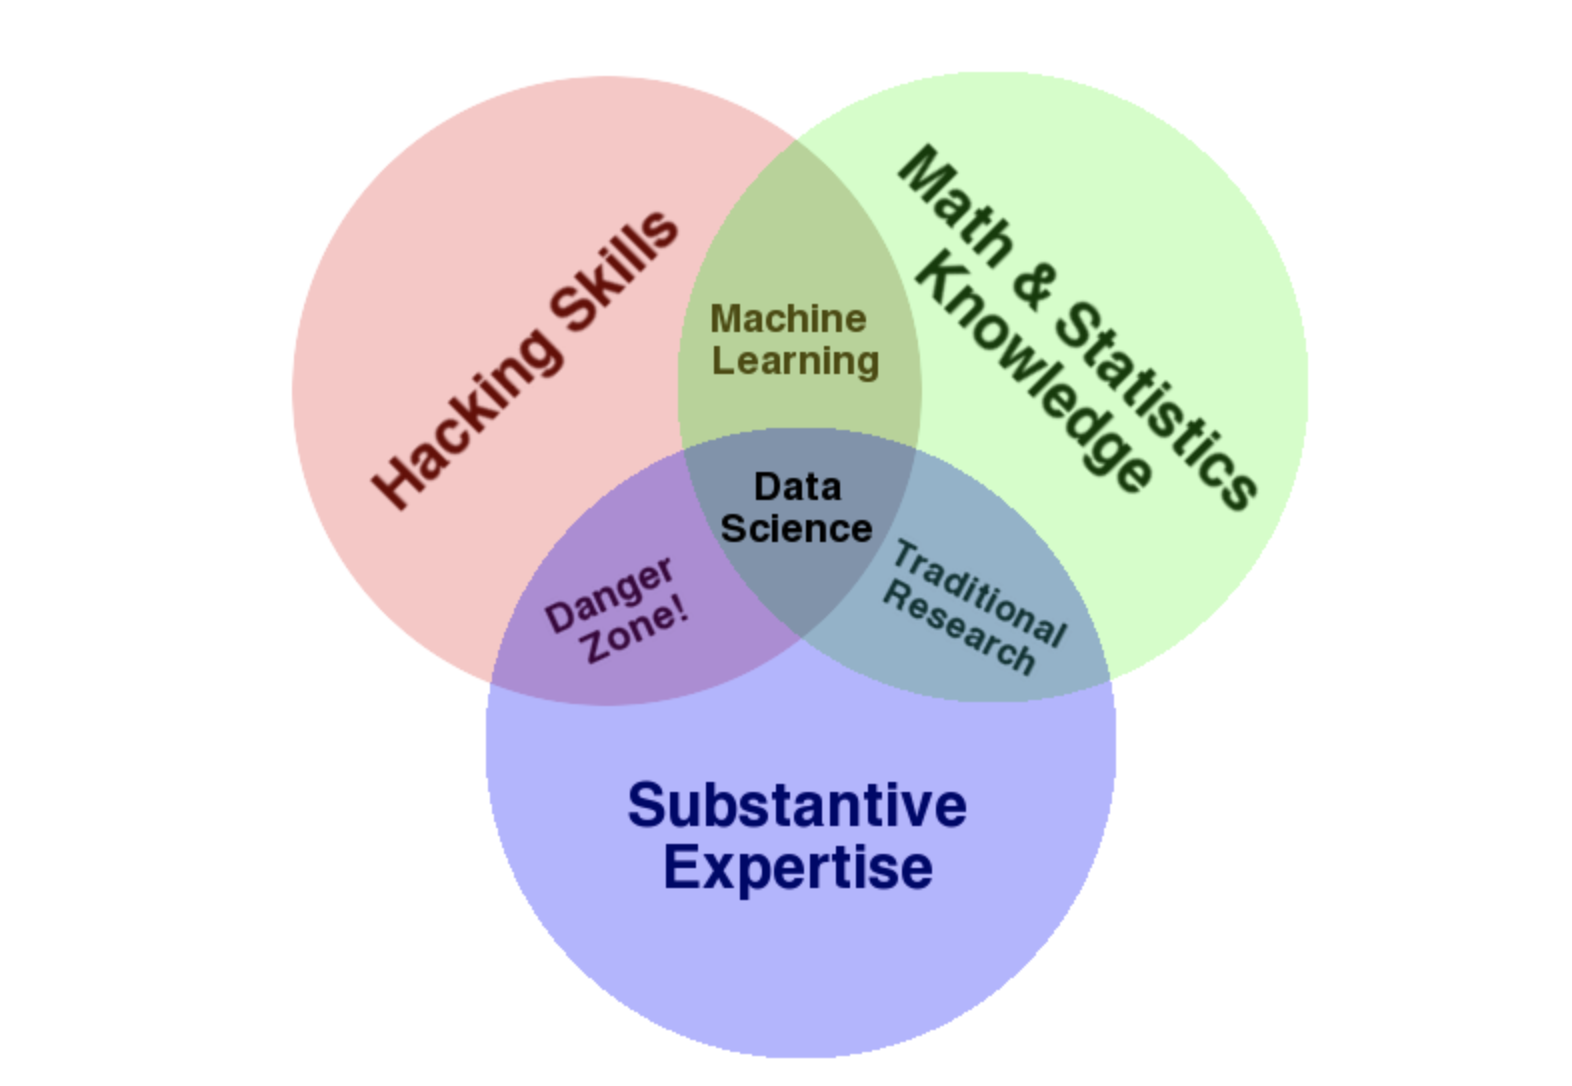 Hacking Skills
Math & Statistics
Knowledge
Machine
Learning
Data
Science
Danger
Zone!
Traditional
Research
Substantive
Expertise